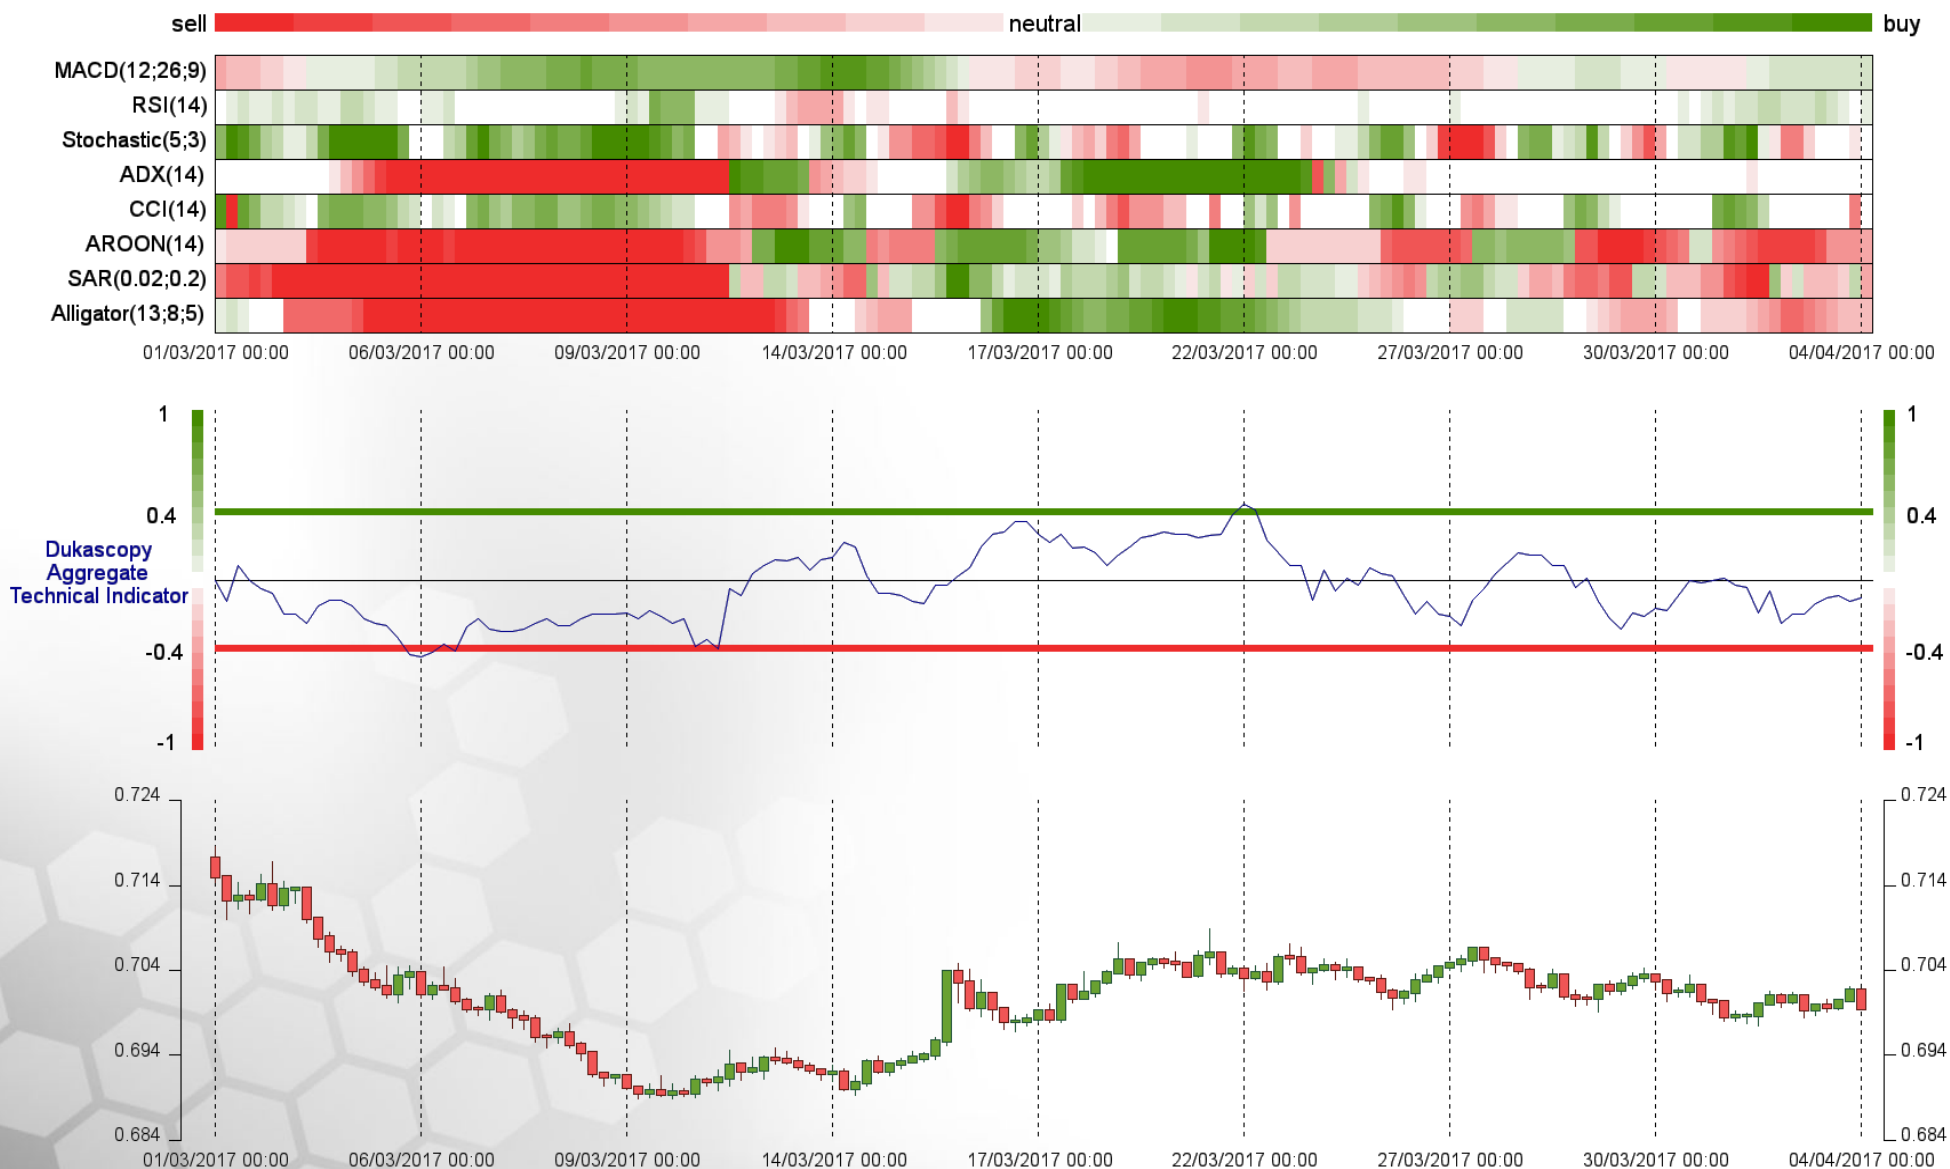 sell neutral buy
MACD(12;26;9)
RSI(14)
Stochastic(5;3)
ADX(14)
CCI(14)
AROON(14)
SAR(0.02;0.2)
Alligator(13;8;5)
01/03/2017 00:00 06/03/2017 00:00 09/03/2017 00:00 14/03/2017 00:00 17/03/2017 00:00 22/03/2017 00:00 27/03/2017 00:00 30/03/2017 00:00 04/04/2017 00:00
1 1
0.4 0.4
Dukascopy
Aggregate
Technical Indicator
-0.4 -0.4
-1 -1
0.724 0.724
0.714 0.714
0.704 0.704
0.694 0.694
0.684 0.684
01/03/2017 00:00 06/03/2017 00:00 09/03/2017 00:00 14/03/2017 00:00 17/03/2017 00:00 22/03/2017 00:00 27/03/2017 00:00 30/03/2017 00:00 04/04/2017 00:00